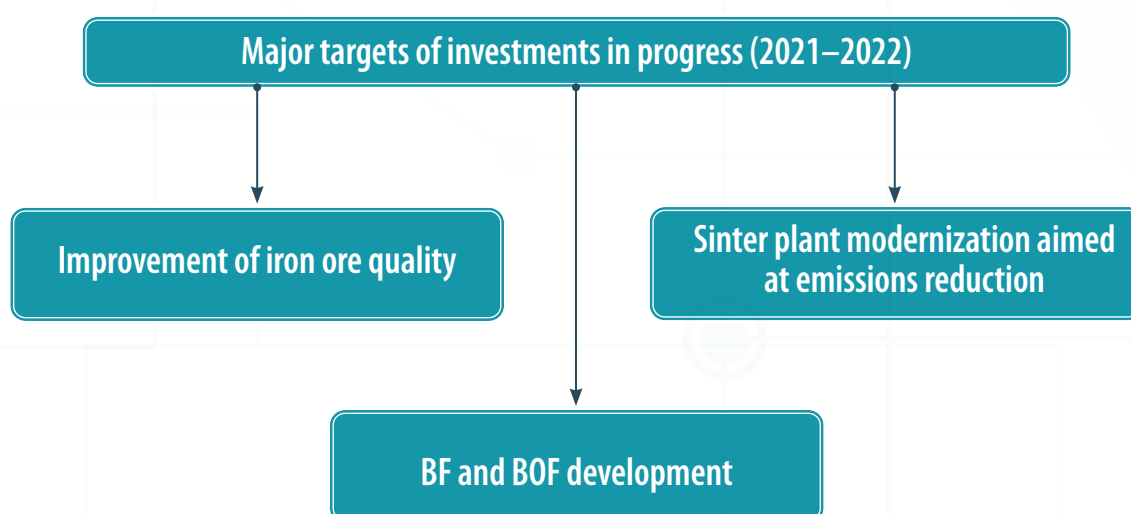 Major targets of investments in progress (2021–2022)
Improvement of iron ore quality
Sinter plant modernization aimed
at emissions reduction
BF and BOF development